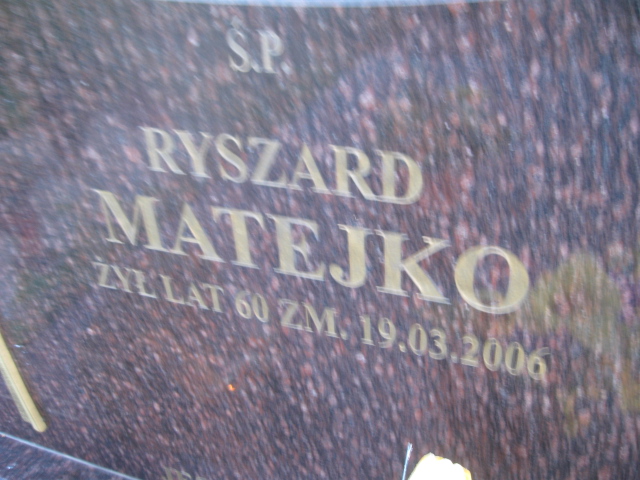 Ś.P.
RYSZARD
MATEJKO
ŻYŁ LAT 60 ZM. 19.03.2006